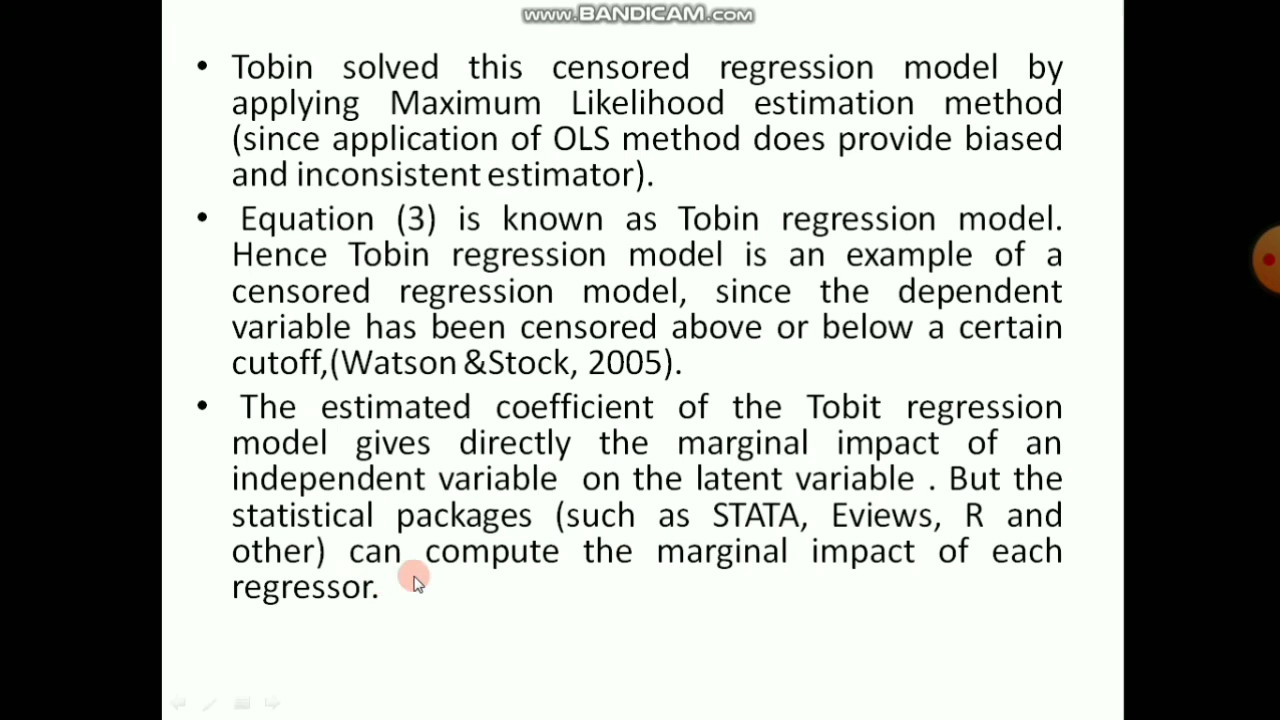 www.BANDICAM.com
• Tobin solved this censored regression model by
applying Maximum Likelihood estimation method
(since application of OLS method does provide biased
and inconsistent estimator).
• Equation (3) is known as Tobin regression model.
Hence Tobin regression model is an example of a
censored regression model, since the dependent
variable has been censored above or below a certain
cutoff,(Watson &Stock, 2005).
• The estimated coefficient of the Tobit regression
model gives directly the marginal impact of an
independent variable on the latent variable . But the
statistical packages (such as STATA, Eviews, R and
other) can compute the marginal impact of each
regressor.